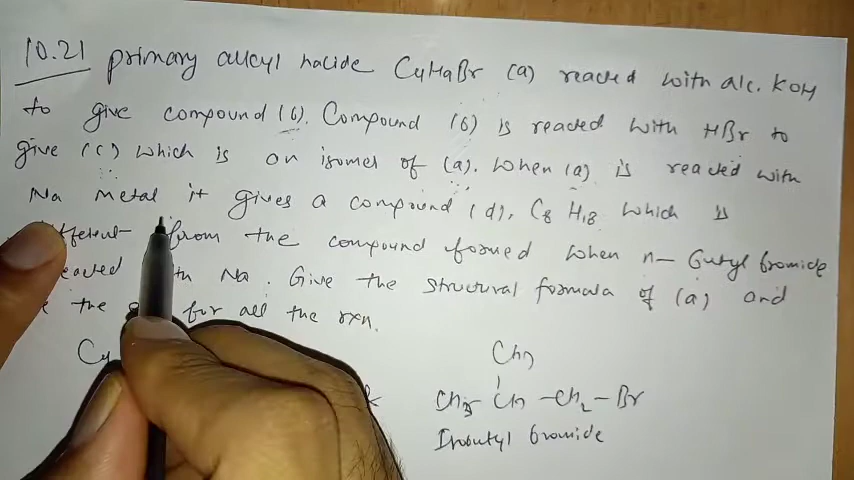 10.21 primary alkyl halide C4H9Br (a) reacted with alc. KOH
to give compound (b). Compound (b) is reacted with HBr to
give (c) which is an isomer of (a). When (a) is reacted with
Na metal it gives a compound (d), C8 H18 which is
from the compound formed when n- butyl bromide
reacted Na. Give the structural formula of (a) and
the for all the rxn.
CH3
CH3- CH -CH2 - Br
Isobutyl bromide